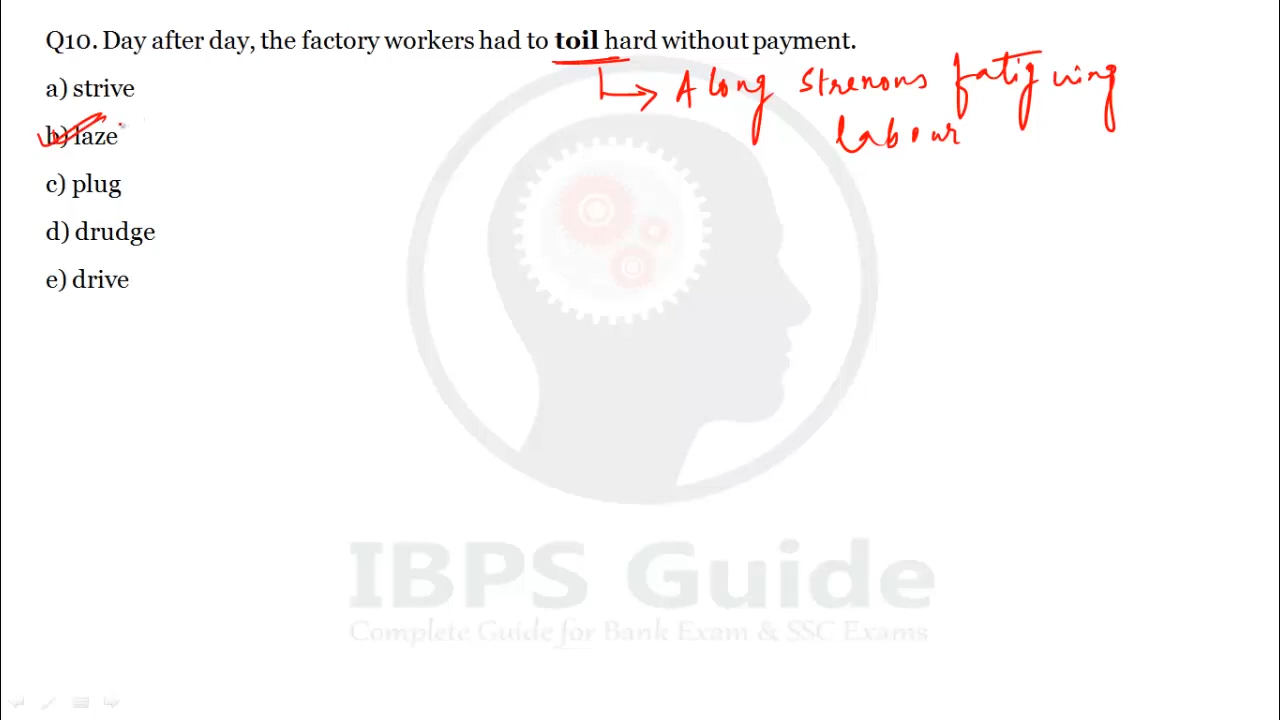 Q10. Day after day, the factory workers had to toil hard without payment.
a) strive
A long strenous fatiguing
labour
b) laze
c) plug
d) drudge
e) drive
IBPS Guide
Complete Guide for Bank Exam & SSC Exams